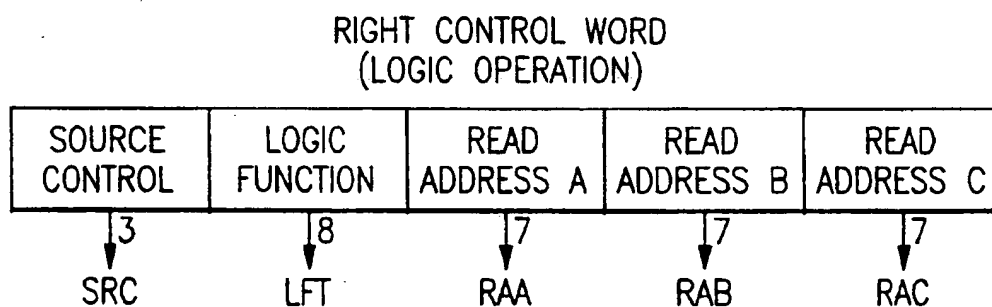 RIGHT CONTROL WORD
(LOGIC OPERATION)
SOURCE CONTROL
LOGIC FUNCTION
READ ADDRESS A
READ ADDRESS B
READ ADDRESS C
3 8 7 7 7
SRC LFT RAA RAB RAC